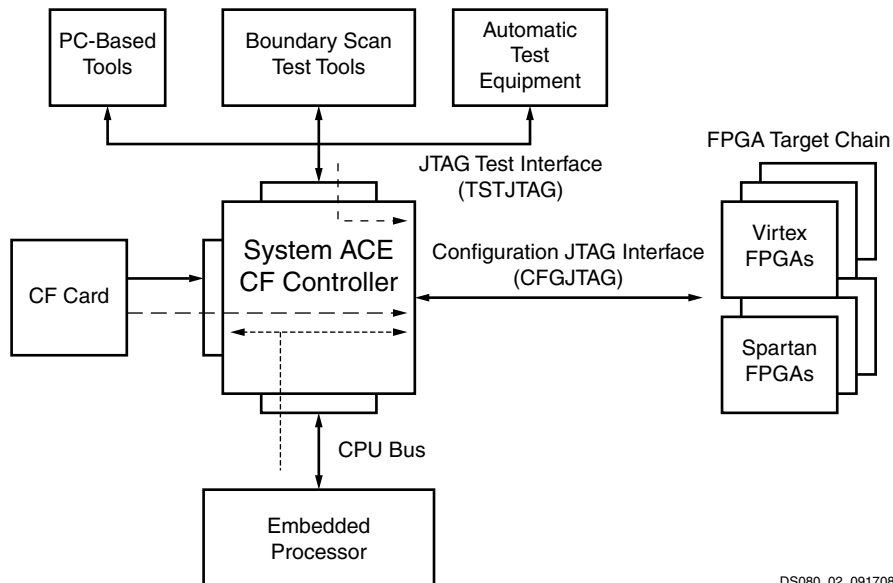 PC-Based
Tools
Boundary Scan
Test Tools
Automatic
Test
Equipment
JTAG Test Interface
(TSTJTAG)
FPGA Target Chain
System ACE
CF Controller
CF Card
Configuration JTAG Interface
(CFGJTAG)
Virtex
FPGAs
Spartan
FPGAs
CPU Bus
Embedded
Processor
DS080_02_091708